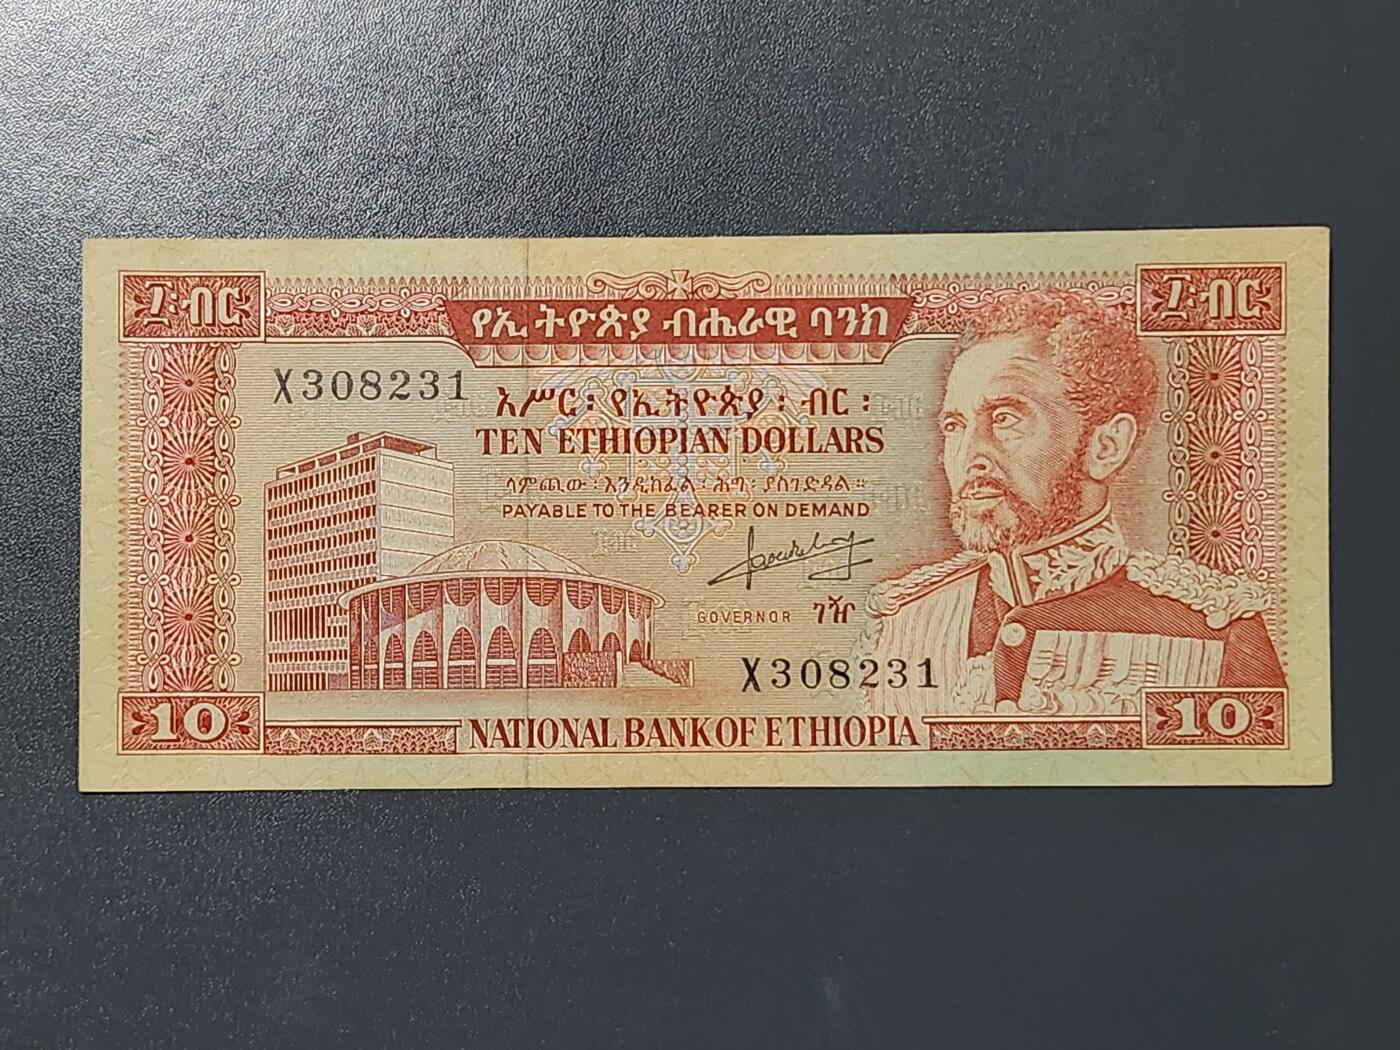 ፲፡ብር
፲፡ብር
የኢትዮጵያ ብሔራዊ ባንክ
X308231
አሥር፡ የኢትዮጵያ፡ ብር፡
TEN ETHIOPIAN DOLLARS
ላምጪው፡ እንዲከፈል፡ ሕግ፡ ያስገድዳል።
PAYABLE TO THE BEARER ON DEMAND
GOVERNOR ገዥ
X308231
10
NATIONAL BANK OF ETHIOPIA
10